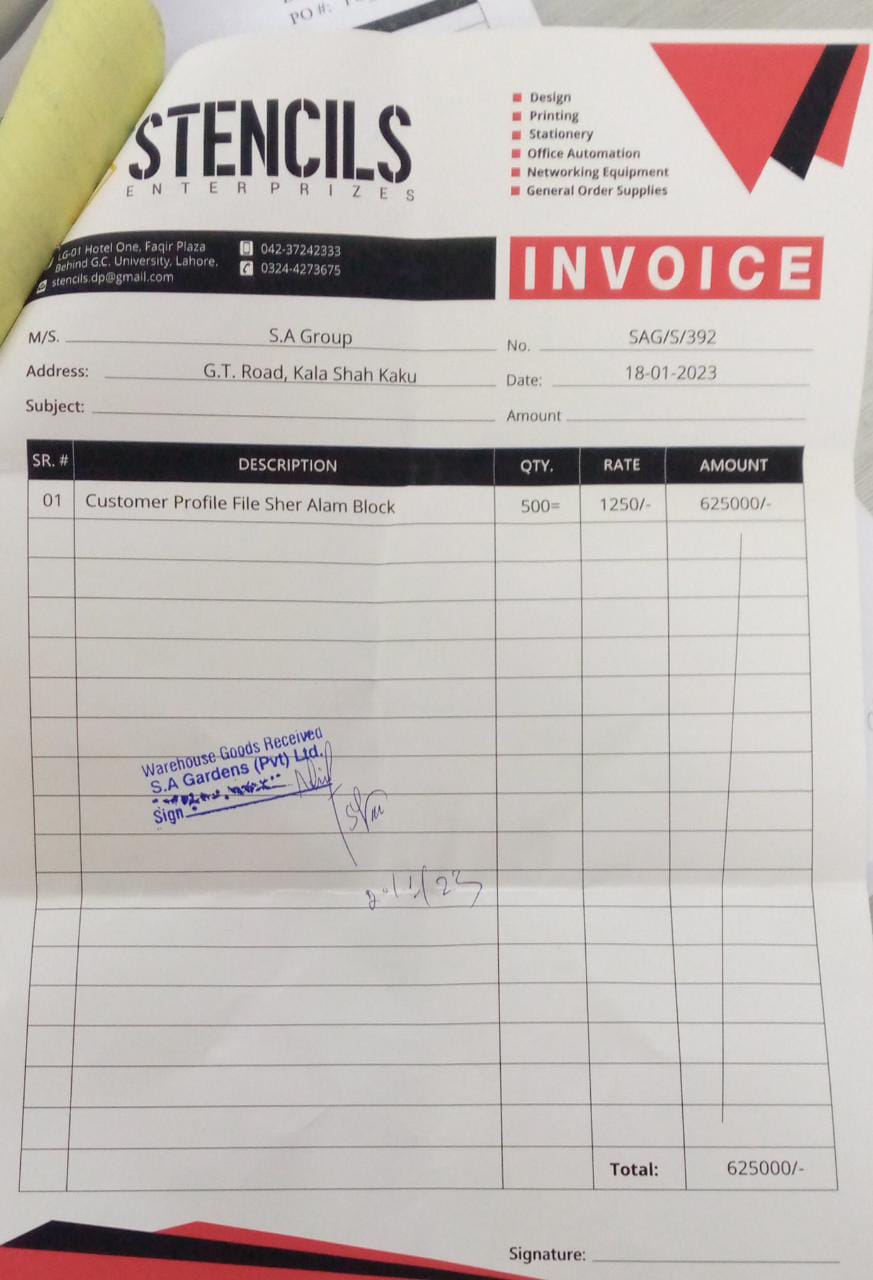 PO #:
STENCILS
ENTERPRIZES
Design
Printing
Stationery
Office Automation
Networking Equipment
General Order Supplies
LG-01 Hotel One, Faqir Plaza
Behind G.C. University, Lahore.
stencils.dp@gmail.com
042-37242333
0324-4273675
INVOICE
M/S. S.A Group
No. SAG/S/392
Address: G.T. Road, Kala Shah Kaku
Date: 18-01-2023
Subject:
Amount
SR. # DESCRIPTION QTY. RATE AMOUNT
01 Customer Profile File Sher Alam Block 500= 1250/- 625000/-
Warehouse Goods Received
S.A Gardens (Pvt) Ltd.
Sign
20/1/23
Total: 625000/-
Signature: